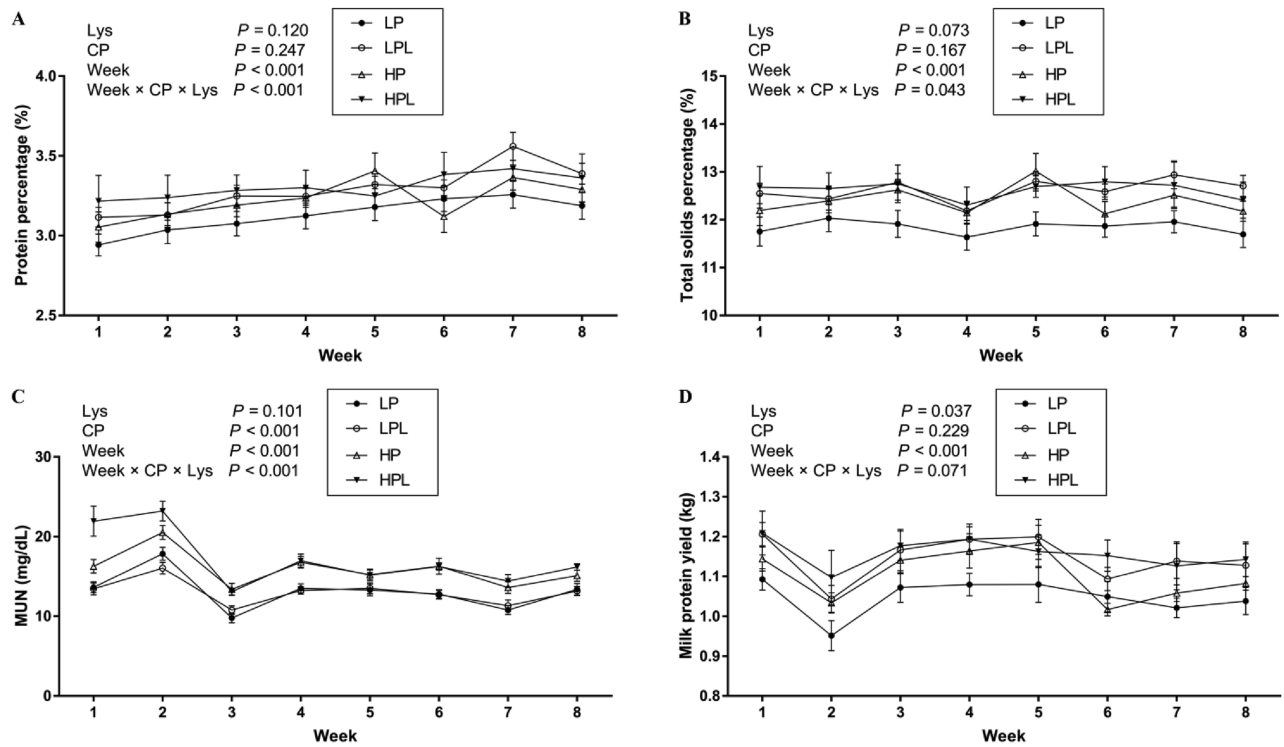 A
Lys P = 0.120
CP P = 0.247
Week P < 0.001
Week × CP × Lys P < 0.001
LP
LPL
HP
HPL
4.0
3.5
3.0
2.5
Protein percentage (%)
1 2 3 4 5 6 7 8
Week
B
Lys P = 0.073
CP P = 0.167
Week P < 0.001
Week × CP × Lys P = 0.043
LP
LPL
HP
HPL
15
14
13
12
11
10
Total solids percentage (%)
1 2 3 4 5 6 7 8
Week
C
Lys P = 0.101
CP P < 0.001
Week P < 0.001
Week × CP × Lys P < 0.001
LP
LPL
HP
HPL
30
20
10
0
MUN (mg/dL)
1 2 3 4 5 6 7 8
Week
D
Lys P = 0.037
CP P = 0.229
Week P < 0.001
Week × CP × Lys P = 0.071
LP
LPL
HP
HPL
1.4
1.3
1.2
1.1
1.0
0.9
0.8
Milk protein yield (kg)
1 2 3 4 5 6 7 8
Week